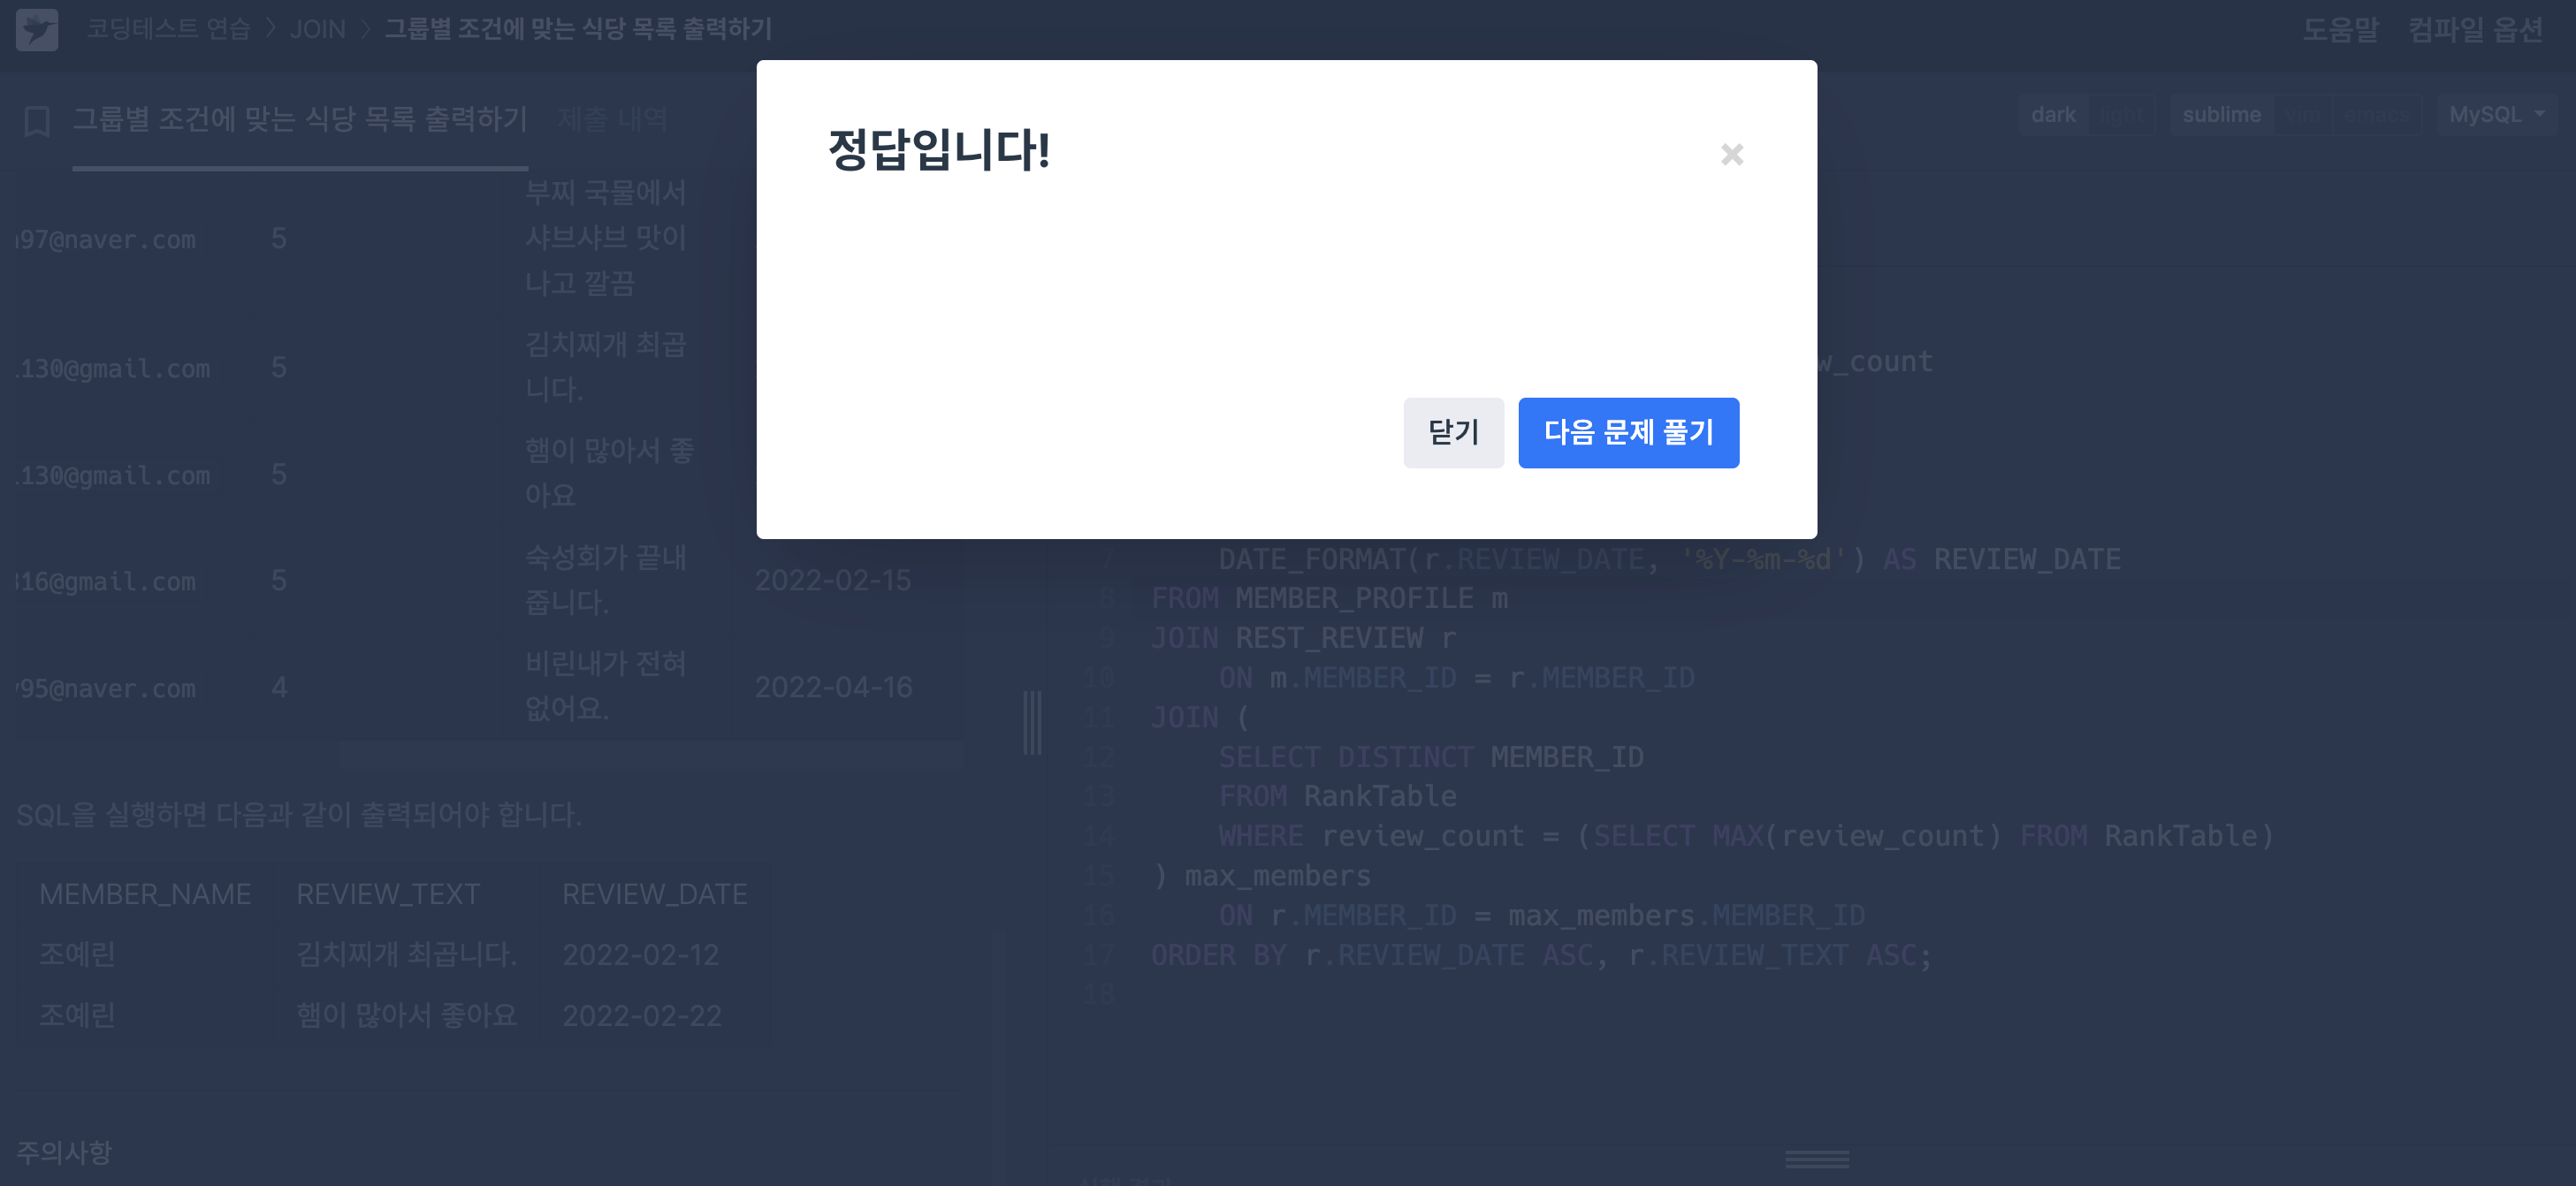 코딩테스트 연습 > JOIN > 그룹별 조건에 맞는 식당 목록 출력하기
도움말 컴파일 옵션
그룹별 조건에 맞는 식당 목록 출력하기 제출 내역
dark light sublime vim emacs MySQL
정답입니다!
×
닫기 다음 문제 풀기
97@naver.com 5 부찌 국물에서
샤브샤브 맛이
나고 깔끔
130@gmail.com 5 김치찌개 최곱
니다.
130@gmail.com 5 햄이 많아서 좋
아요
16@gmail.com 5 숙성회가 끝내
줍니다. 2022-02-15
95@naver.com 4 비린내가 전혀
없어요. 2022-04-16
SQL을 실행하면 다음과 같이 출력되어야 합니다.
MEMBER_NAME REVIEW_TEXT REVIEW_DATE
조예린 김치찌개 최곱니다. 2022-02-12
조예린 햄이 많아서 좋아요 2022-02-22
주의사항
w_count
7 DATE_FORMAT(r.REVIEW_DATE, '%Y-%m-%d') AS REVIEW_DATE
8 FROM MEMBER_PROFILE m
9 JOIN REST_REVIEW r
10 ON m.MEMBER_ID = r.MEMBER_ID
11 JOIN (
12 SELECT DISTINCT MEMBER_ID
13 FROM RankTable
14 WHERE review_count = (SELECT MAX(review_count) FROM RankTable)
15 ) max_members
16 ON r.MEMBER_ID = max_members.MEMBER_ID
17 ORDER BY r.REVIEW_DATE ASC, r.REVIEW_TEXT ASC;
18